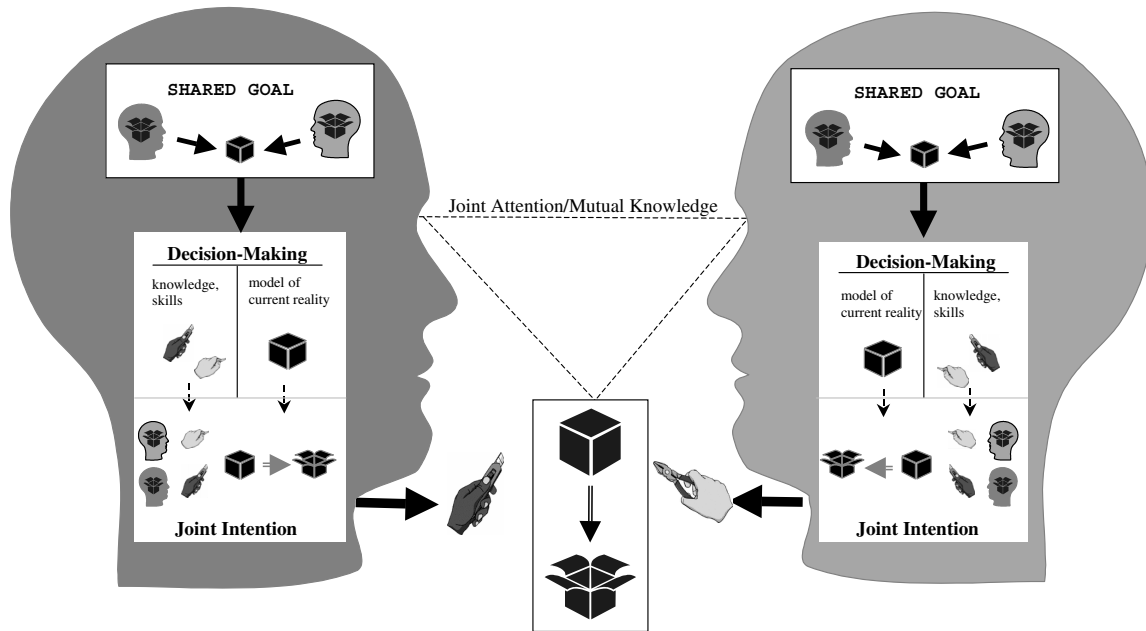 SHARED GOAL
Decision-Making
knowledge,
skills
model of
current reality
Joint Intention
Joint Attention/Mutual Knowledge
SHARED GOAL
Decision-Making
model of
current reality
knowledge,
skills
Joint Intention